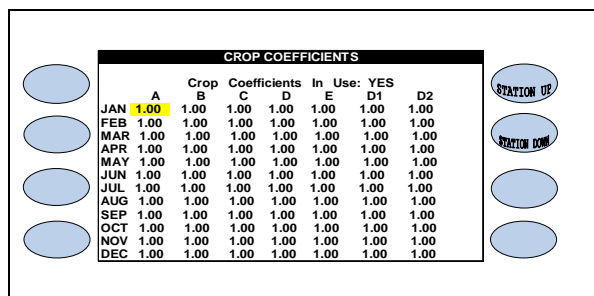 CROP COEFFICIENTS
Crop Coefficients In Use: YES
A B C D E D1 D2
JAN 1.00 1.00 1.00 1.00 1.00 1.00 1.00
FEB 1.00 1.00 1.00 1.00 1.00 1.00 1.00
MAR 1.00 1.00 1.00 1.00 1.00 1.00 1.00
APR 1.00 1.00 1.00 1.00 1.00 1.00 1.00
MAY 1.00 1.00 1.00 1.00 1.00 1.00 1.00
JUN 1.00 1.00 1.00 1.00 1.00 1.00 1.00
JUL 1.00 1.00 1.00 1.00 1.00 1.00 1.00
AUG 1.00 1.00 1.00 1.00 1.00 1.00 1.00
SEP 1.00 1.00 1.00 1.00 1.00 1.00 1.00
OCT 1.00 1.00 1.00 1.00 1.00 1.00 1.00
NOV 1.00 1.00 1.00 1.00 1.00 1.00 1.00
DEC 1.00 1.00 1.00 1.00 1.00 1.00 1.00
STATION UP
STATION DOWN